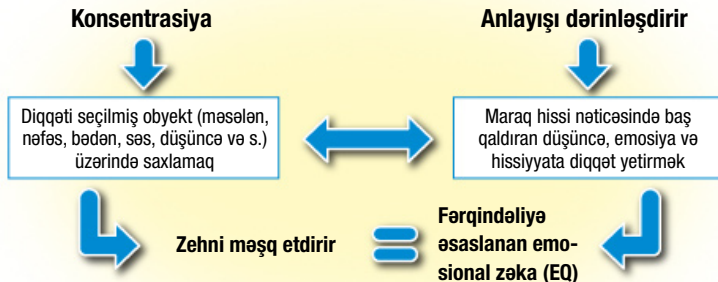 Konsentrasiya
Anlayışı dərinləşdirir
Diqqəti seçilmiş obyekt (məsələn,
nəfəs, bədən, səs, düşüncə və s.)
üzərində saxlamaq
Maraq hissi nəticəsində baş
qaldıran düşüncə, emosiya və
hissiyyata diqqət yetirmək
Zehni məşq etdirir
Fərqindəliyə
əsaslanan emo-
sional zəka (EQ)